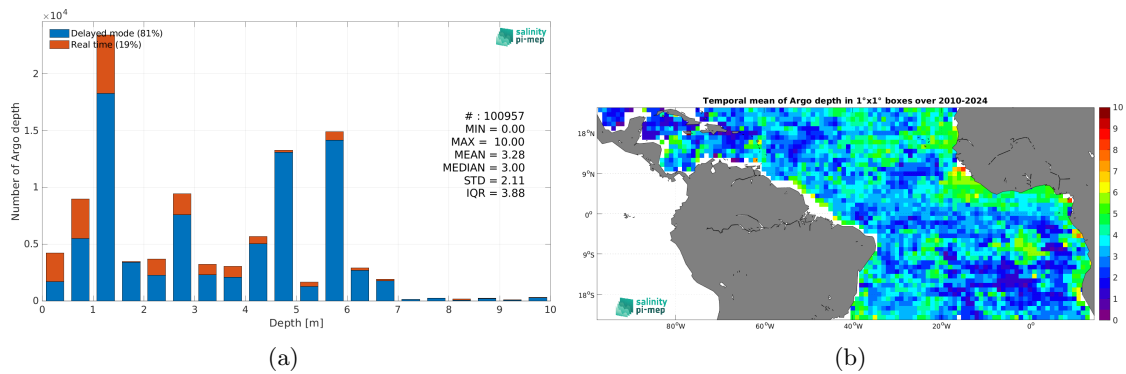 ×10⁴
Delayed mode (81%)
Real time (19%)
salinity
pi-mep
# : 100957
MIN = 0.00
MAX = 10.00
MEAN = 3.28
MEDIAN = 3.00
STD = 2.11
IQR = 3.88
Number of Argo depth
2
1.5
1
0.5
0
0 1 2 3 4 5 6 7 8 9 10
Depth [m]
(a)
Temporal mean of Argo depth in 1°x1° boxes over 2010-2024
18°N
9°N
0°
9°S
18°S
80°W 60°W 40°W 20°W 0°
salinity
pi-mep
10
9
8
7
6
5
4
3
2
1
0
(b)